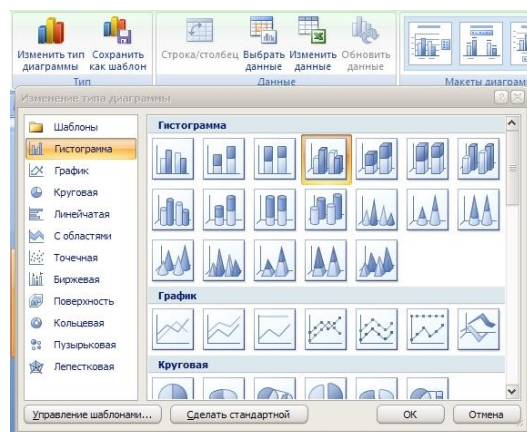 Изменить тип диаграммы
Сохранить как шаблон
Строка/столбец
Выбрать данные
Изменить данные
Обновить данные
Тип
Данные
Макеты диаграм
Изменение типа диаграммы
Шаблоны
Гистограмма
График
Круговая
Линейчатая
С областями
Точечная
Биржевая
Поверхность
Кольцевая
Пузырьковая
Лепестковая
Гистограмма
График
Круговая
Управление шаблонами...
Сделать стандартной
ОК
Отмена